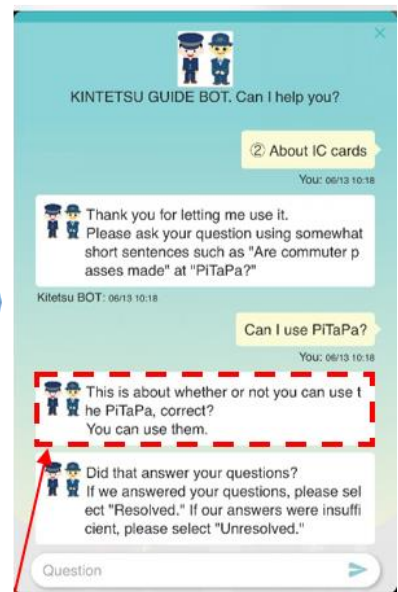 KINTETSU GUIDE BOT. Can I help you?
② About IC cards
You: 06/13 10:18
Thank you for letting me use it.
Please ask your question using somewhat
short sentences such as "Are commuter p
asses made" at "PiTaPa?"
Kitetsu BOT: 06/13 10:18
Can I use PiTaPa?
You: 06/13 10:18
This is about whether or not you can use t
he PiTaPa, correct?
You can use them.
Did that answer your questions?
If we answered your questions, please sel
ect "Resolved." If our answers were insuffi
cient, please select "Unresolved."
Question